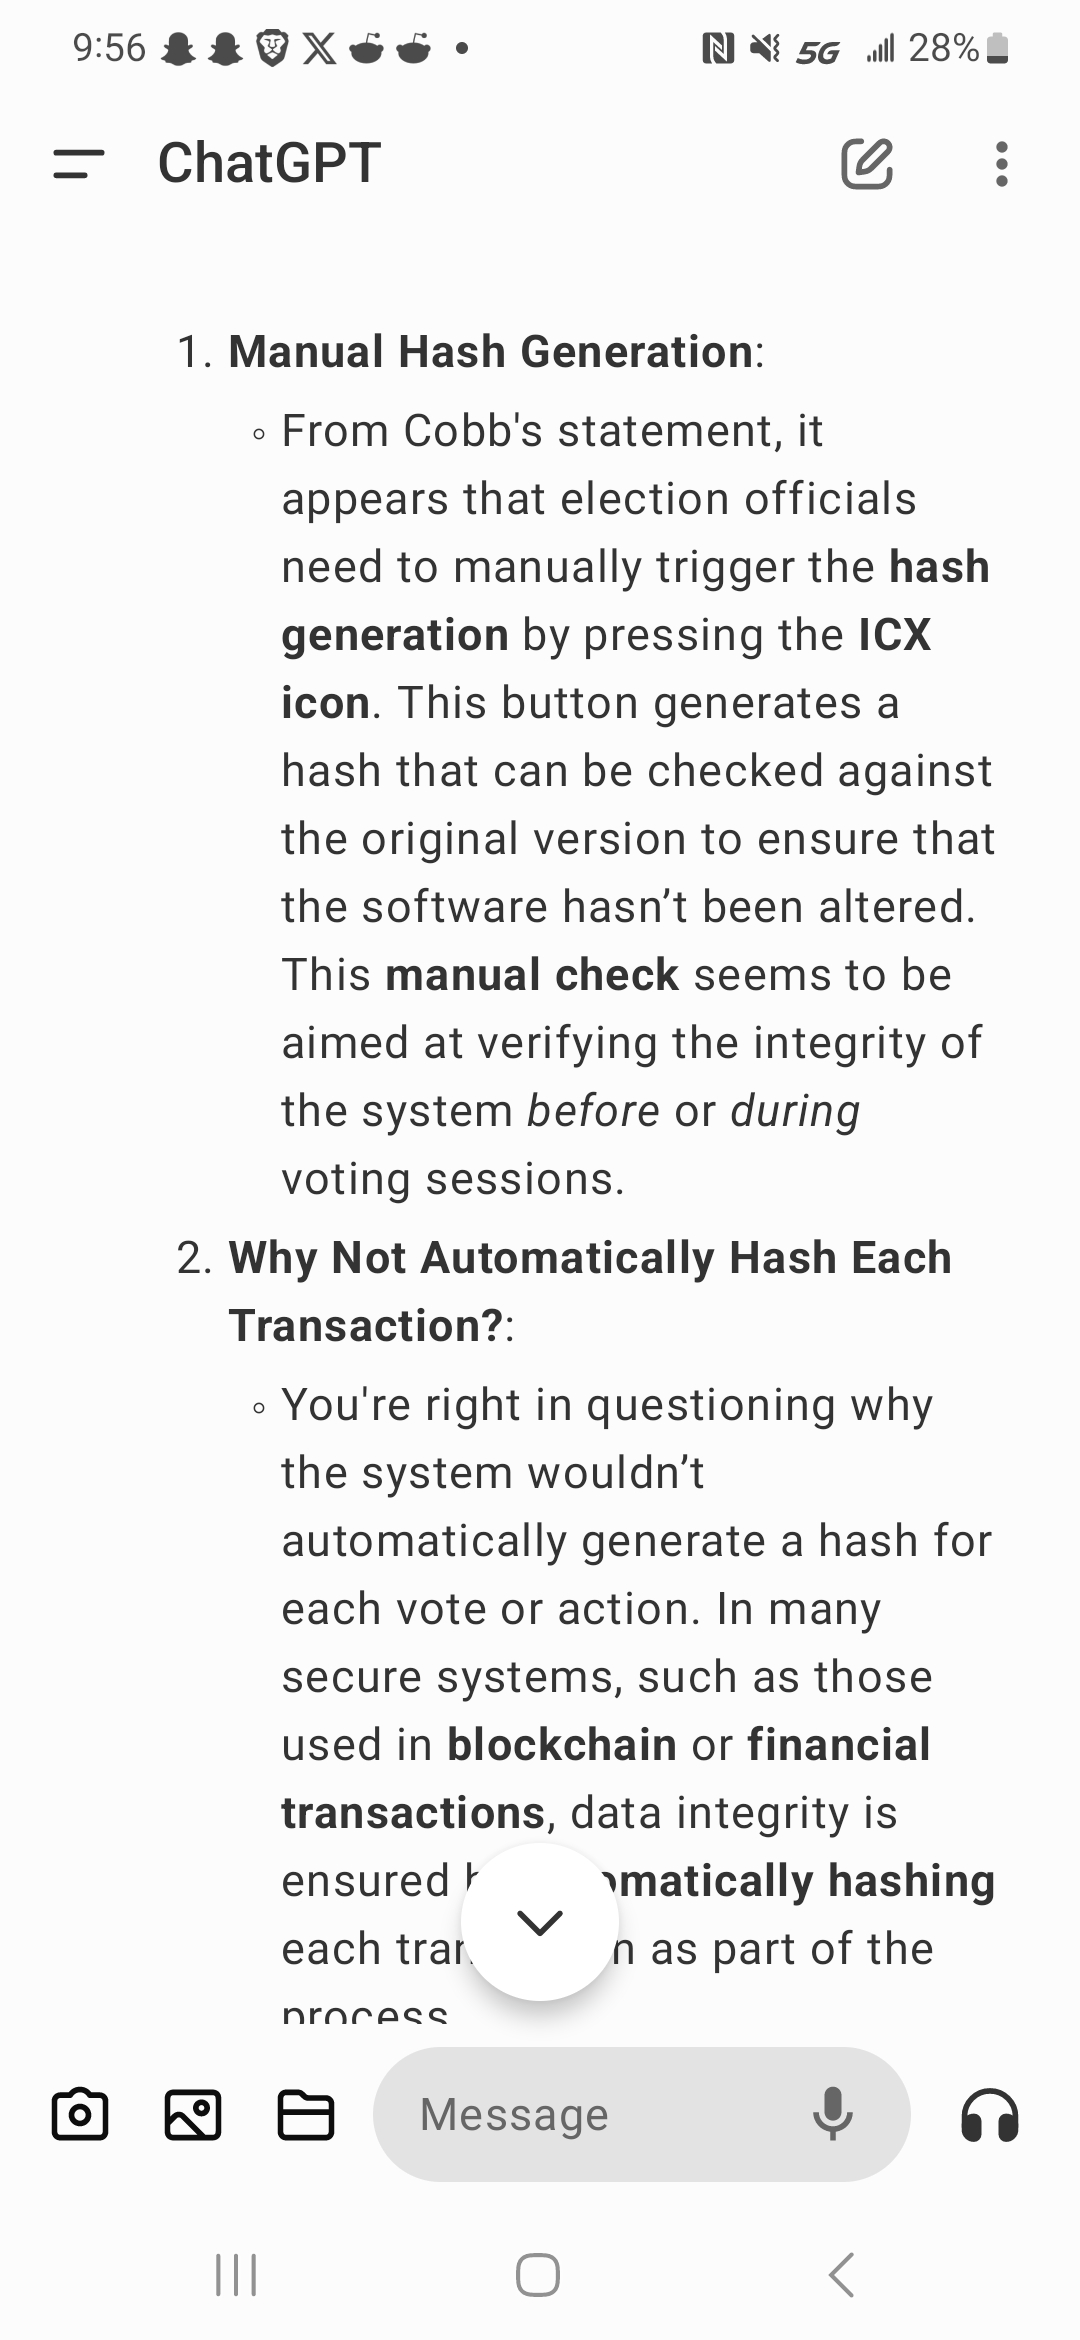 9:56 5G 28%
ChatGPT
1. Manual Hash Generation:
◦ From Cobb's statement, it
appears that election officials
need to manually trigger the hash
generation by pressing the ICX
icon. This button generates a
hash that can be checked against
the original version to ensure that
the software hasn’t been altered.
This manual check seems to be
aimed at verifying the integrity of
the system before or during
voting sessions.
2. Why Not Automatically Hash Each
Transaction?:
◦ You're right in questioning why
the system wouldn’t
automatically generate a hash for
each vote or action. In many
secure systems, such as those
used in blockchain or financial
transactions, data integrity is
ensured hashing
each as part of the
process
Message